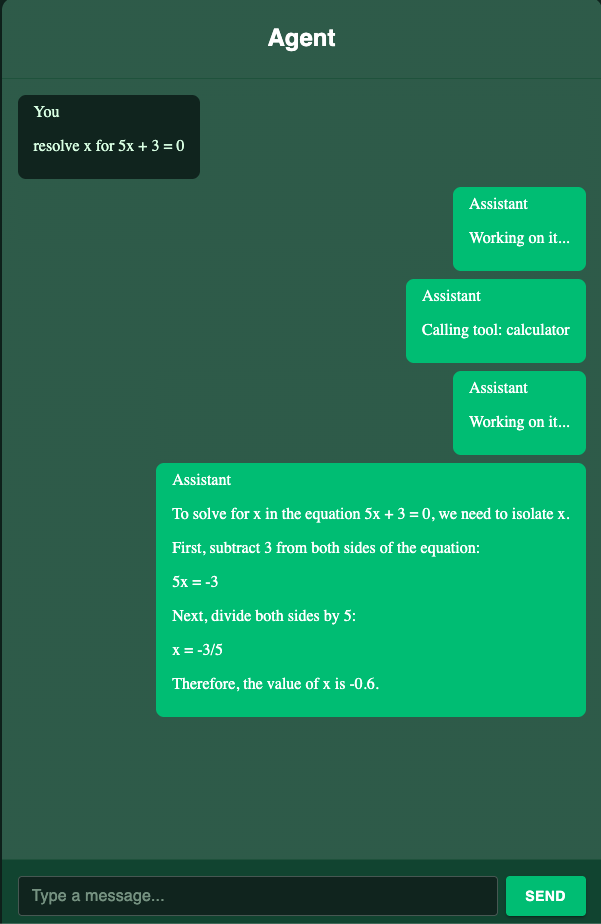 Agent
You
resolve x for 5x + 3 = 0
Assistant
Working on it...
Assistant
Calling tool: calculator
Assistant
Working on it...
Assistant
To solve for x in the equation 5x + 3 = 0, we need to isolate x.
First, subtract 3 from both sides of the equation:
5x = -3
Next, divide both sides by 5:
x = -3/5
Therefore, the value of x is -0.6.
Type a message...
SEND